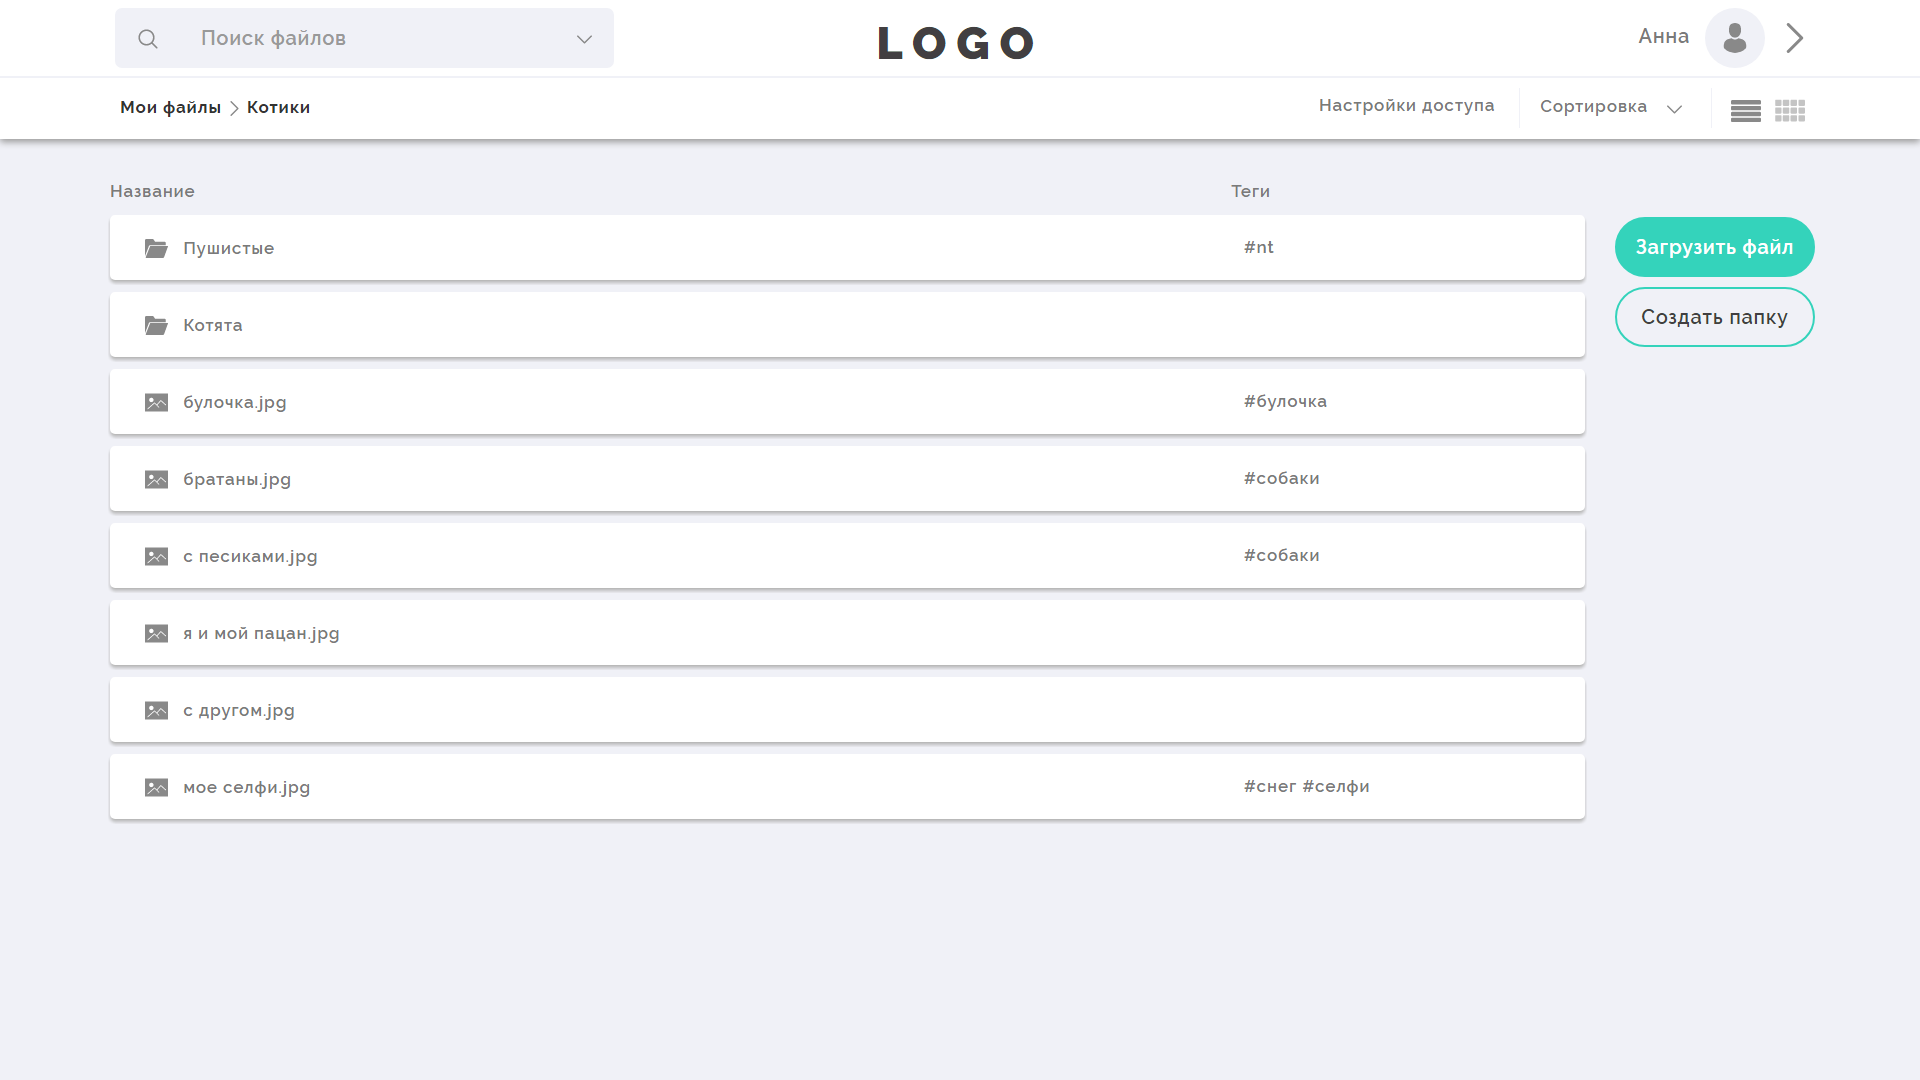 Поиск файлов
LOGO
Анна
Мои файлы
Котики
Настройки доступа
Сортировка
Название
Теги
Пушистые
#nt
Загрузить файл
Котята
Создать папку
булочка.jpg
#булочка
братаны.jpg
#собаки
с песиками.jpg
#собаки
я и мой пацан.jpg
с другом.jpg
мое селфи.jpg
#снег #селфи